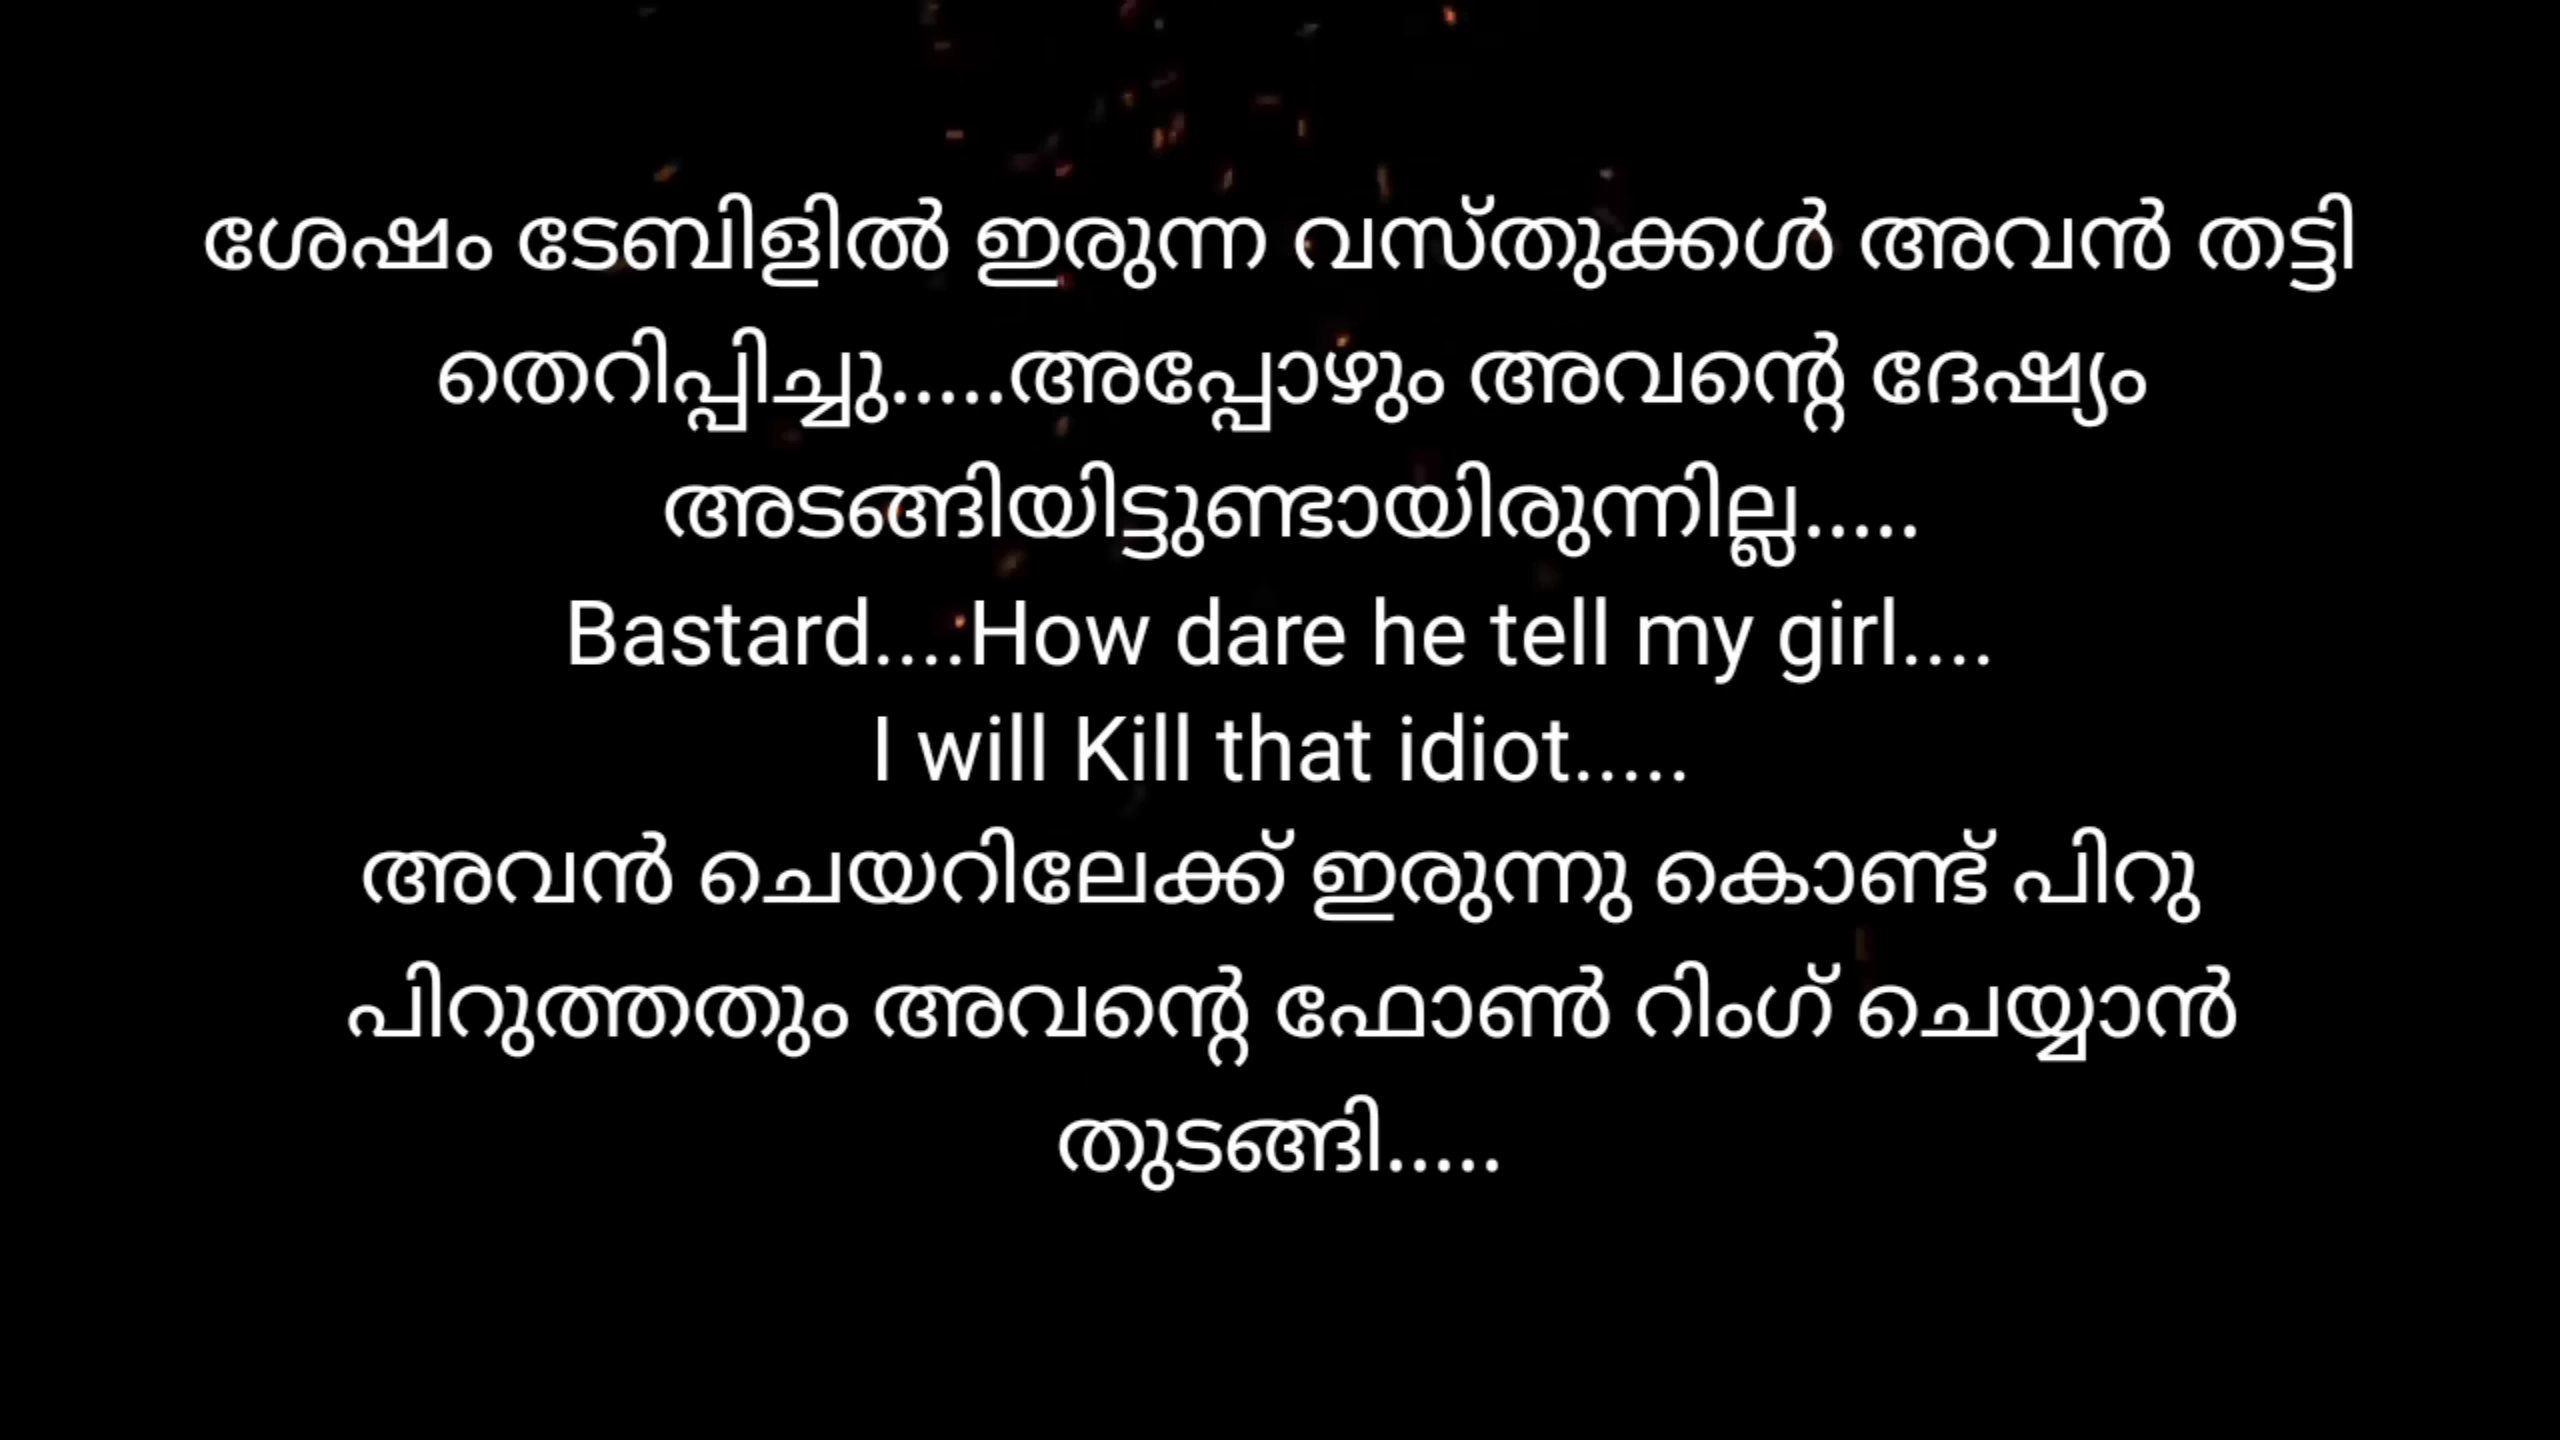 ശേഷം ടേബിളിൽ ഇരുന്ന വസ്തുക്കൾ അവൻ തട്ടി
തെറിപ്പിച്ചു.....അപ്പോഴും അവന്റെ ദേഷ്യം
അടങ്ങിയിട്ടുണ്ടായിരുന്നില്ല.....
Bastard....How dare he tell my girl....
I will Kill that idiot.....
അവൻ ചെയറിലേക്ക് ഇരുന്നു കൊണ്ട് പിറു
പിറുത്തതും അവന്റെ ഫോൺ റിംഗ് ചെയ്യാൻ
തുടങ്ങി.....